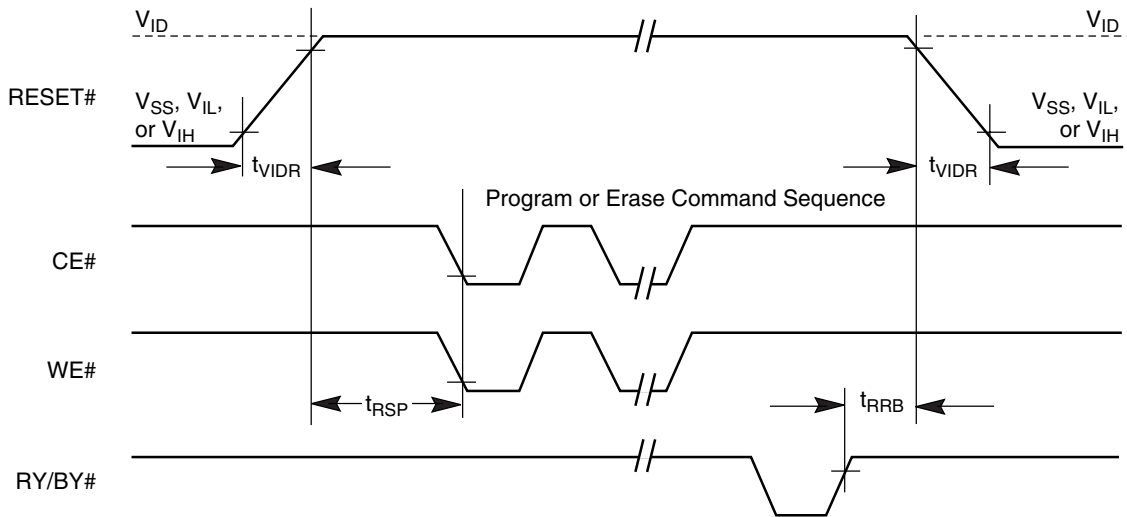 V_ID
V_ID
RESET#
V_SS, V_IL,
or V_IH
V_SS, V_IL,
or V_IH
t_VIDR
t_VIDR
Program or Erase Command Sequence
CE#
WE#
t_RSP
t_RRB
RY/BY#